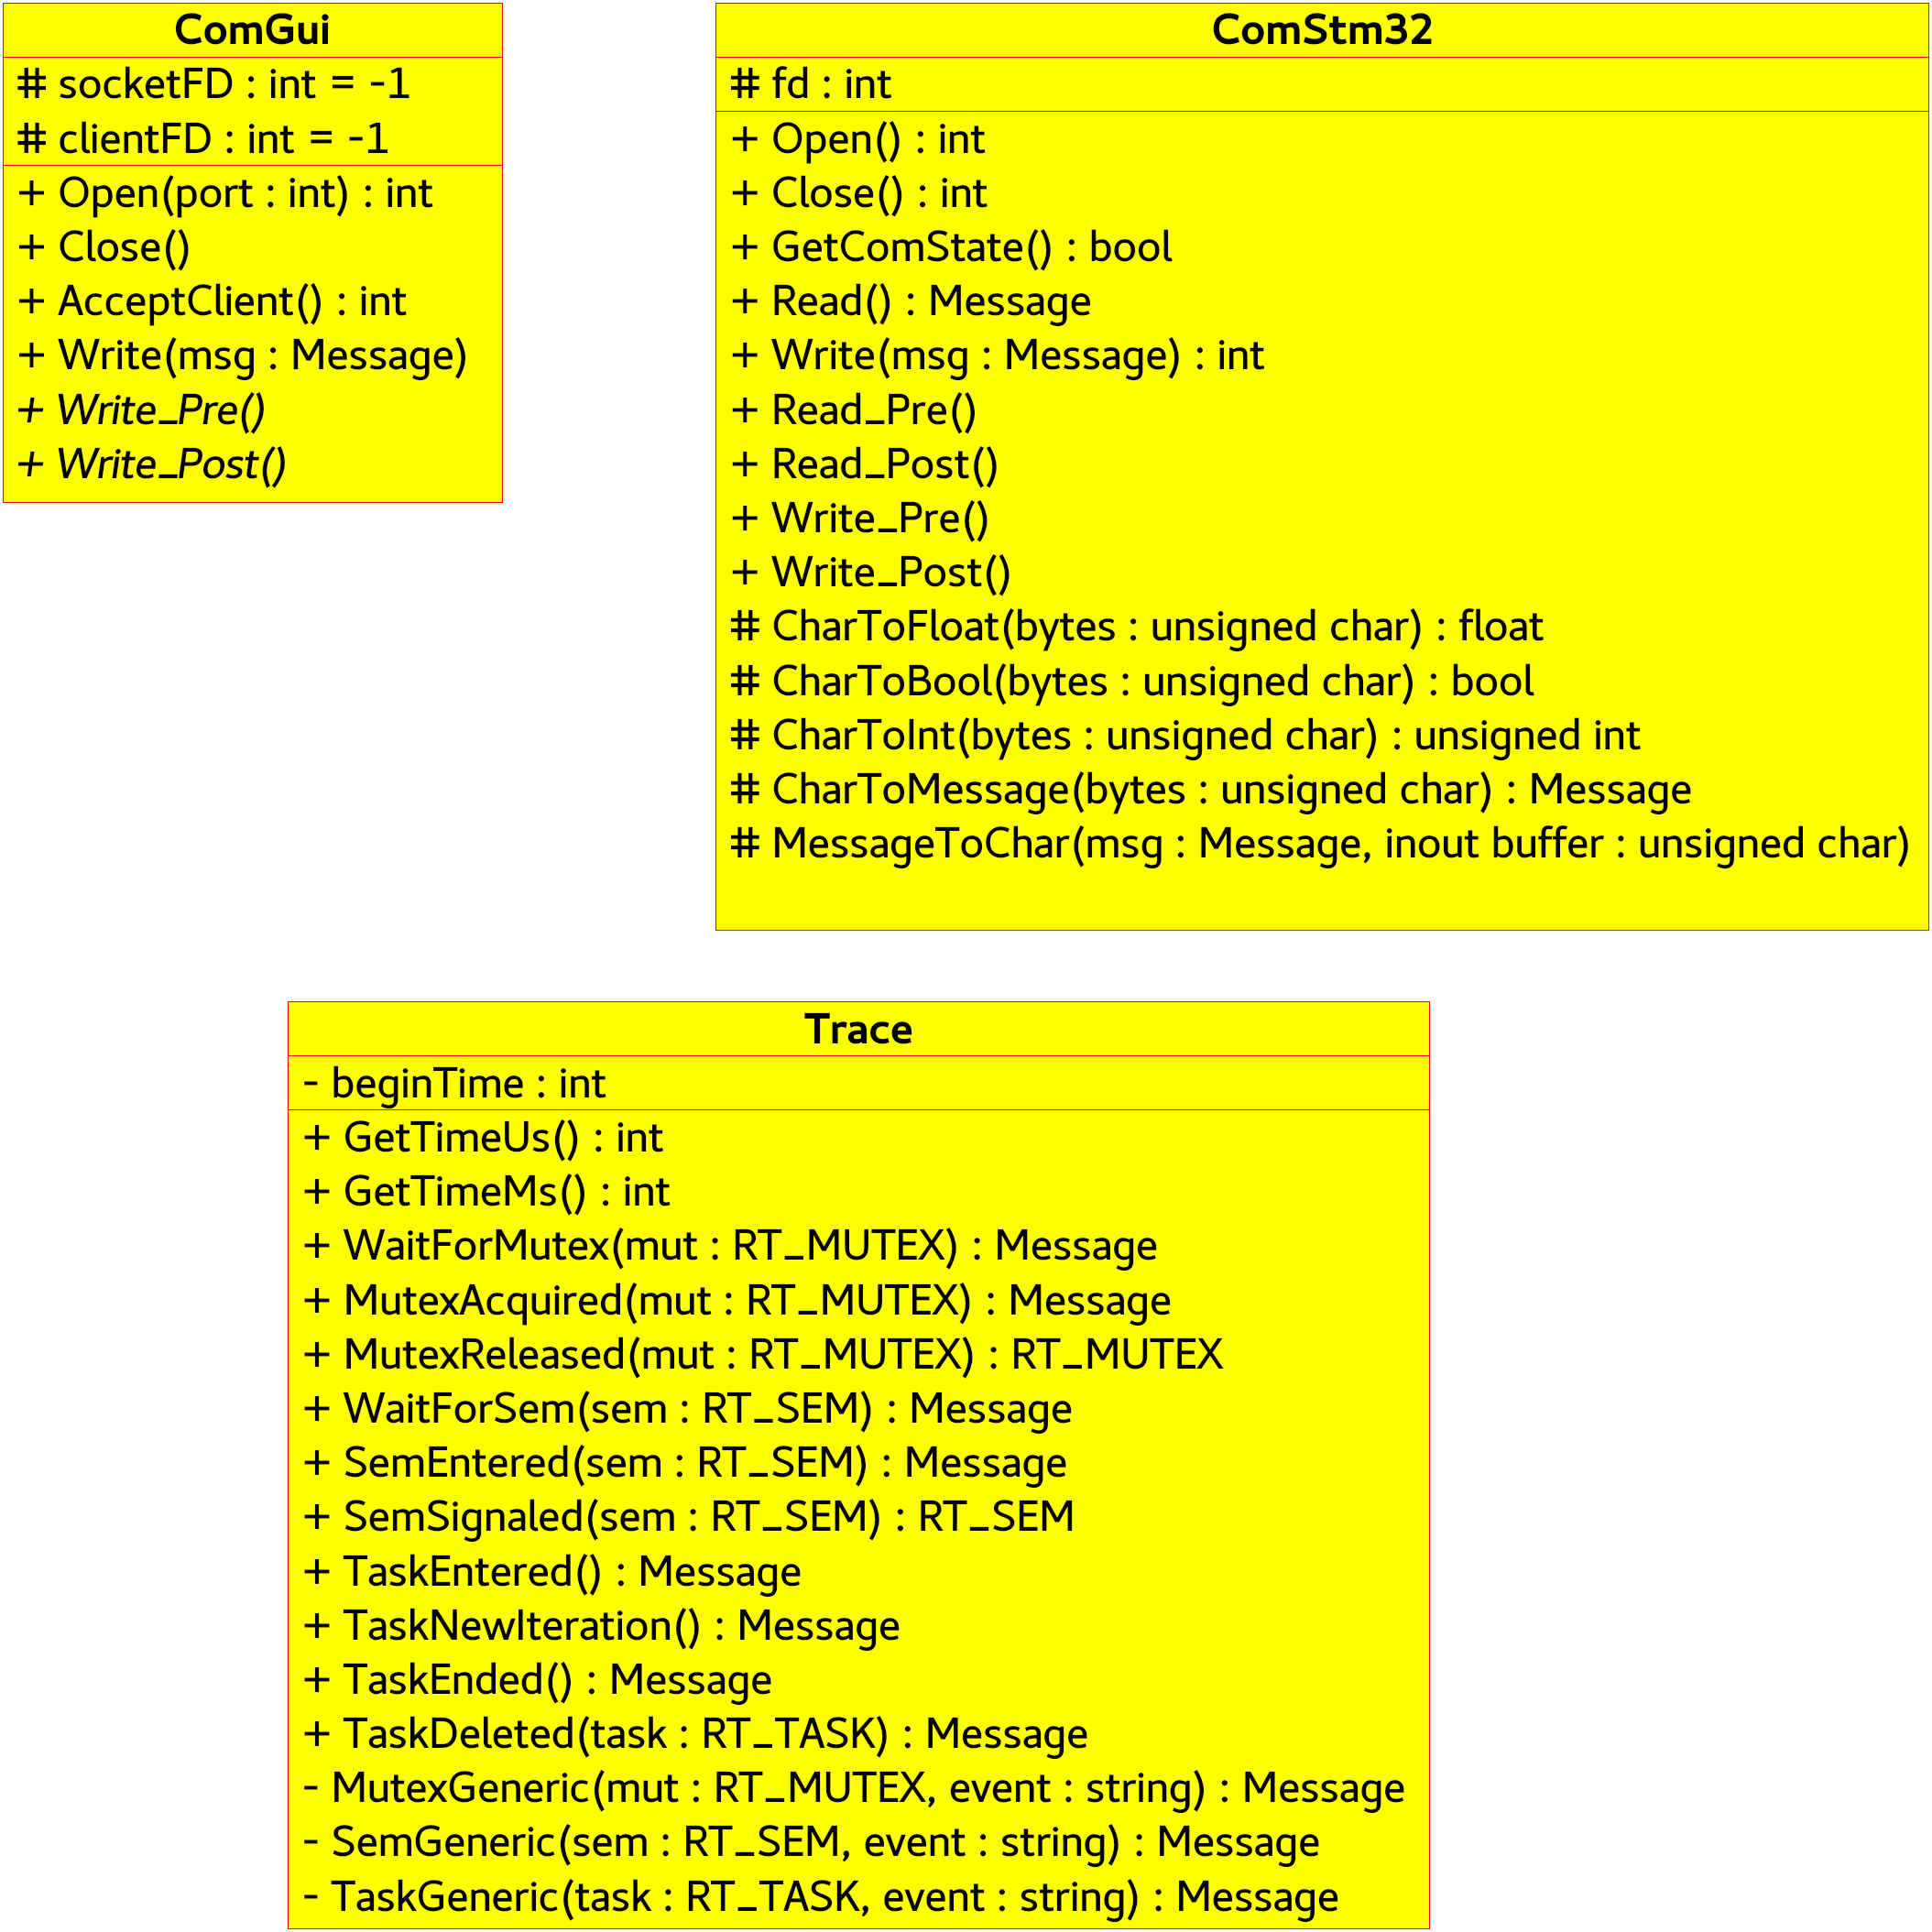 ComGui
# socketFD : int = -1
# clientFD : int = -1
+ Open(port : int) : int
+ Close()
+ AcceptClient() : int
+ Write(msg : Message)
+ Write_Pre()
+ Write_Post()
ComStm32
# fd : int
+ Open() : int
+ Close() : int
+ GetComState() : bool
+ Read() : Message
+ Write(msg : Message) : int
+ Read_Pre()
+ Read_Post()
+ Write_Pre()
+ Write_Post()
# CharToFloat(bytes : unsigned char) : float
# CharToBool(bytes : unsigned char) : bool
# CharToInt(bytes : unsigned char) : unsigned int
# CharToMessage(bytes : unsigned char) : Message
# MessageToChar(msg : Message, inout buffer : unsigned char)
Trace
- beginTime : int
+ GetTimeUs() : int
+ GetTimeMs() : int
+ WaitForMutex(mut : RT_MUTEX) : Message
+ MutexAcquired(mut : RT_MUTEX) : Message
+ MutexReleased(mut : RT_MUTEX) : RT_MUTEX
+ WaitForSem(sem : RT_SEM) : Message
+ SemEntered(sem : RT_SEM) : Message
+ SemSignaled(sem : RT_SEM) : RT_SEM
+ TaskEntered() : Message
+ TaskNewIteration() : Message
+ TaskEnded() : Message
+ TaskDeleted(task : RT_TASK) : Message
- MutexGeneric(mut : RT_MUTEX, event : string) : Message
- SemGeneric(sem : RT_SEM, event : string) : Message
- TaskGeneric(task : RT_TASK, event : string) : Message